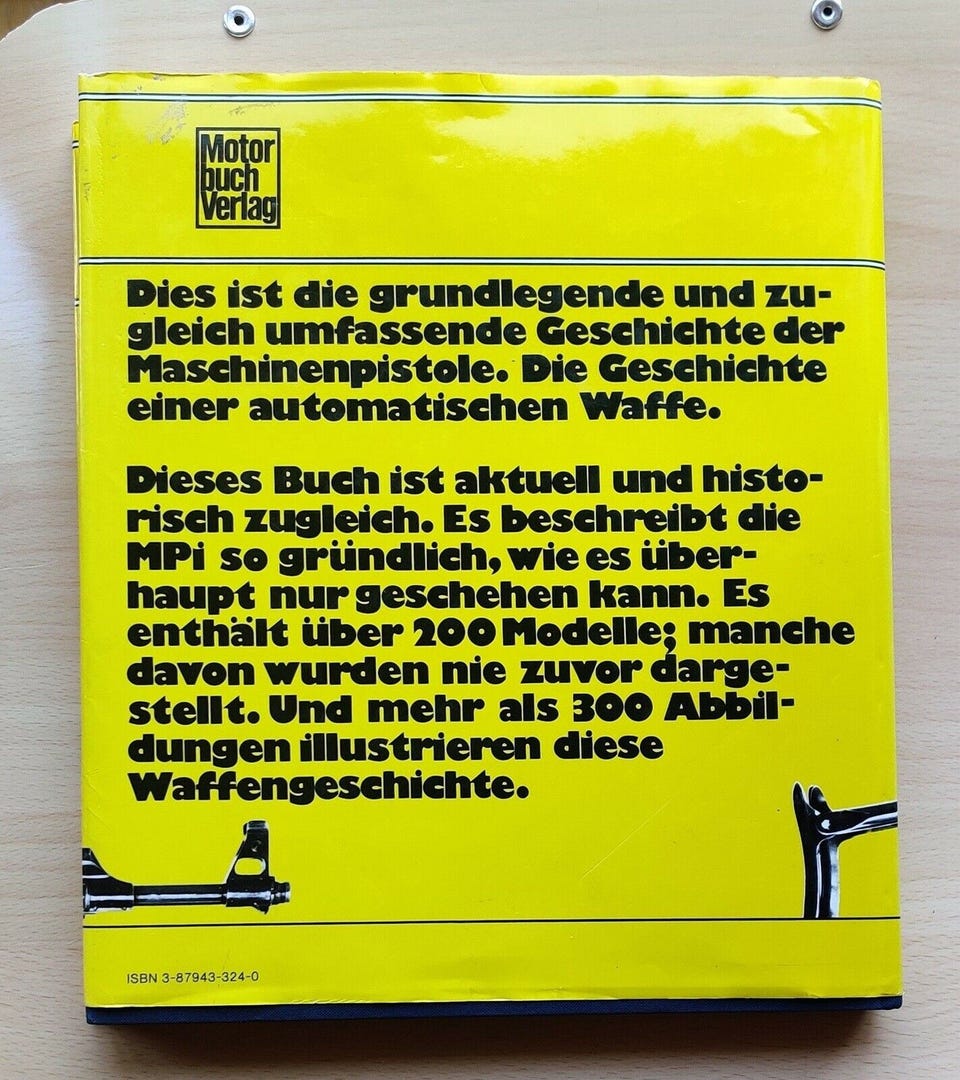 Motor
buch
Verlag
Dies ist die grundlegende und zu-
gleich umfassende Geschichte der
Maschinenpistole. Die Geschichte
einer automatischen Waffe.
Dieses Buch ist aktuell und histo-
risch zugleich. Es beschreibt die
MPi so gründlich, wie es über-
haupt nur geschehen kann. Es
enthält über 200 Modelle; manche
davon wurden nie zuvor darge-
stellt. Und mehr als 300 Abbil-
dungen illustrieren diese
Waffengeschichte.
ISBN 3-87943-324-0